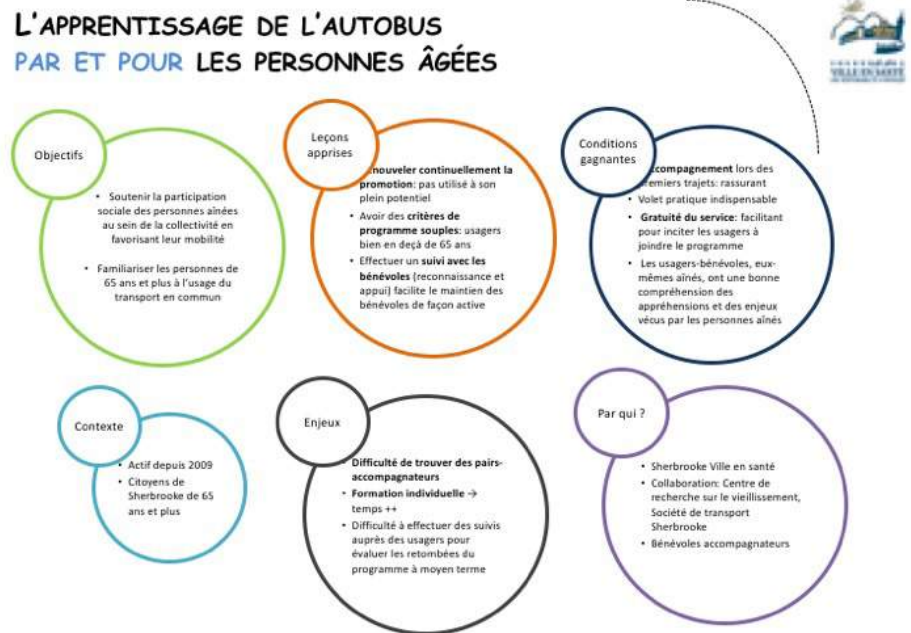 L'APPRENTISSAGE DE L'AUTOBUS
PAR ET POUR LES PERSONNES ÂGÉES
VILLE EN SANTÉ
Objectifs
• Soutenir la participation
sociale des personnes aînées
au sein de la collectivité en
favorisant leur mobilité
• Familiariser les personnes de
65 ans et plus à l'usage du
transport en commun
Leçons
apprises
nouveler continuellement la
promotion: pas utilisé à son
plein potentiel
• Avoir des critères de
programme souples: usagers
bien en deçà de 65 ans
• Effectuer un suivi avec les
bénévoles (reconnaissance et
appui) facilite le maintien des
bénévoles de façon active
Conditions
gagnantes
ccompagnement lors des
remiers trajets: rassurant
• Volet pratique indispensable
• Gratuité du service: facilitant
pour inciter les usagers à
joindre le programme
• Les usagers-bénévoles, eux-
mêmes aînés, ont une bonne
compréhension des
appréhensions et des enjeux
vécus par les personnes aînés
Contexte
• Actif depuis 2009
• Citoyens de
Sherbrooke de 65
ans et plus
Enjeux
• Difficulté de trouver des pairs-
accompagnateurs
• Formation individuelle →
temps ++
• Difficulté à effectuer des suivis
auprès des usagers pour
évaluer les retombées du
programme à moyen terme
Par qui ?
• Sherbrooke Ville en santé
• Collaboration: Centre de
recherche sur le vieillissement,
Société de transport
Sherbrooke
• Bénévoles accompagnateurs